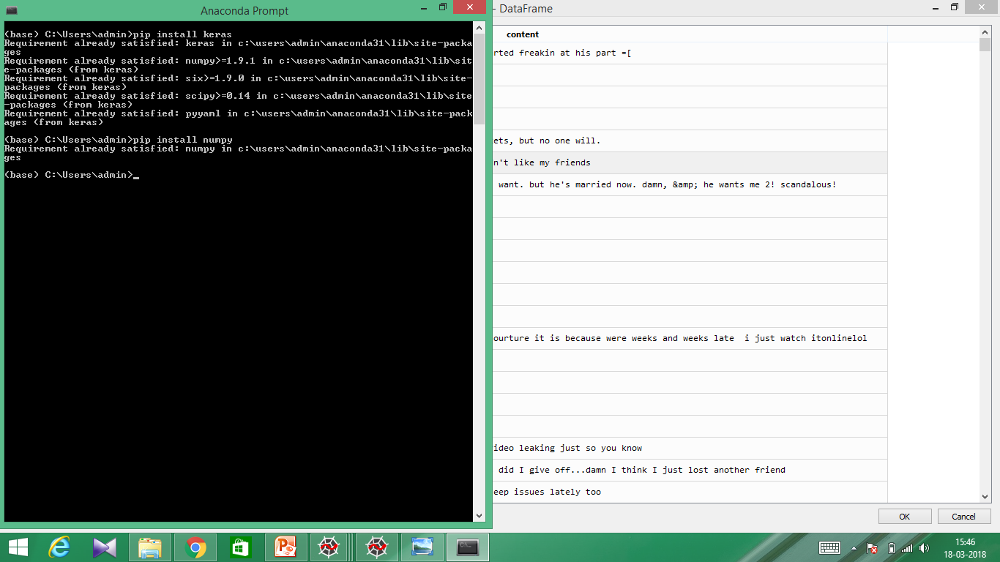 Anaconda Prompt
(base) C:\Users\admin>pip install keras
Requirement already satisfied: keras in c:\users\admin\anaconda31\lib\site-packa
ges
Requirement already satisfied: numpy>=1.9.1 in c:\users\admin\anaconda31\lib\sit
e-packages (from keras)
Requirement already satisfied: six>=1.9.0 in c:\users\admin\anaconda31\lib\site-
packages (from keras)
Requirement already satisfied: scipy>=0.14 in c:\users\admin\anaconda31\lib\site
-packages (from keras)
Requirement already satisfied: pyyaml in c:\users\admin\anaconda31\lib\site-pack
ages (from keras)
(base) C:\Users\admin>pip install numpy
Requirement already satisfied: numpy in c:\users\admin\anaconda31\lib\site-packa
ges
(base) C:\Users\admin>_
- DataFrame
content
rted freakin at his part =[
ets, but no one will.
n't like my friends
want. but he's married now. damn, &amp; he wants me 2! scandalous!
ourture it is because were weeks and weeks late  i just watch itonlinelol
ideo leaking just so you know
did I give off...damn I think I just lost another friend
eep issues lately too
OK
Cancel
15:46
18-03-2018